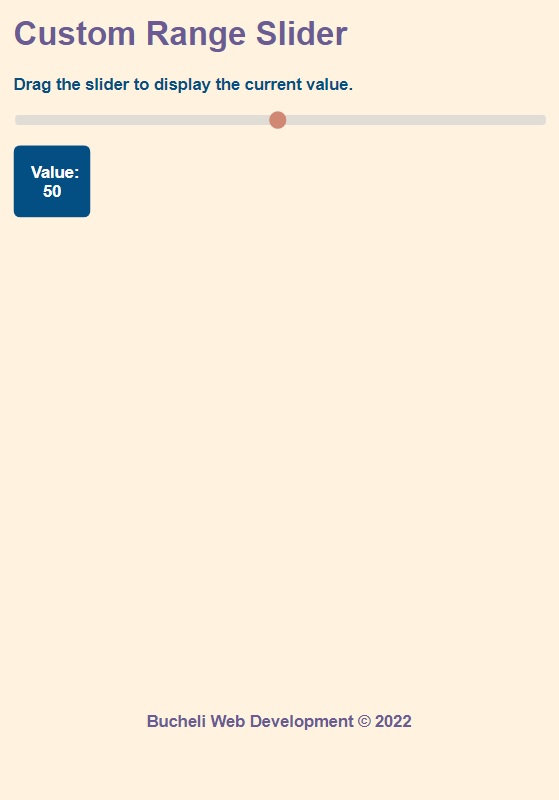 Custom Range Slider
Drag the slider to display the current value.
Value:
50
Bucheli Web Development © 2022